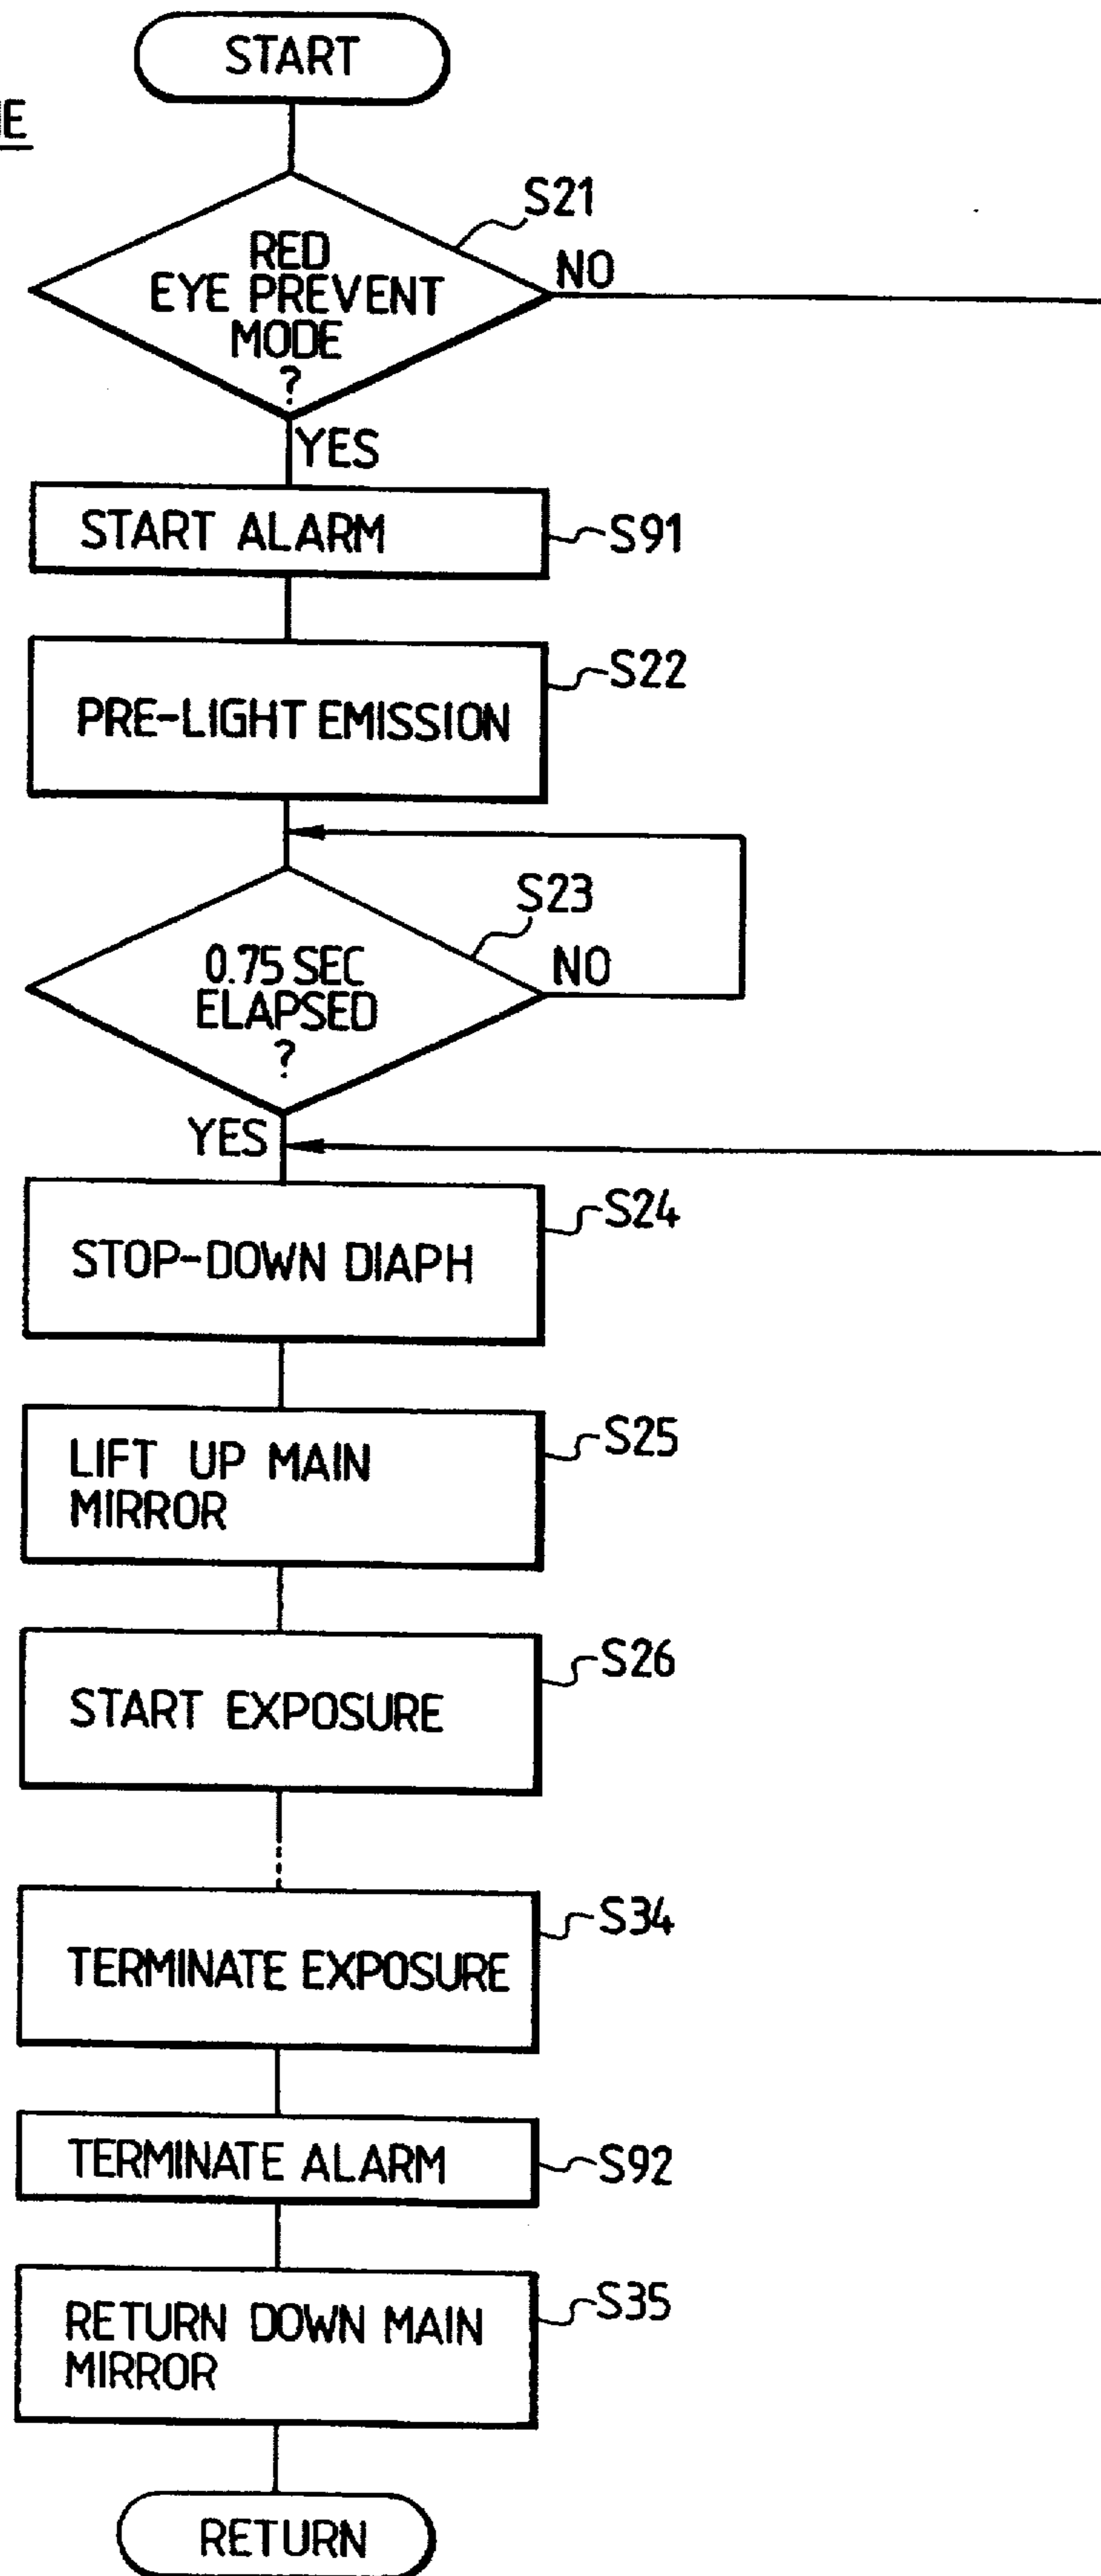 START
S21
RED
EYE PREVENT
MODE
?
NO
YES
START ALARM
S91
S22
PRE-LIGHT EMISSION
S23
0.75 SEC
ELAPSED
?
NO
YES
S24
STOP-DOWN DIAPH
S25
LIFT UP MAIN
MIRROR
S26
START EXPOSURE
S34
TERMINATE EXPOSURE
TERMINATE ALARM
S92
S35
RETURN DOWN MAIN
MIRROR
RETURN